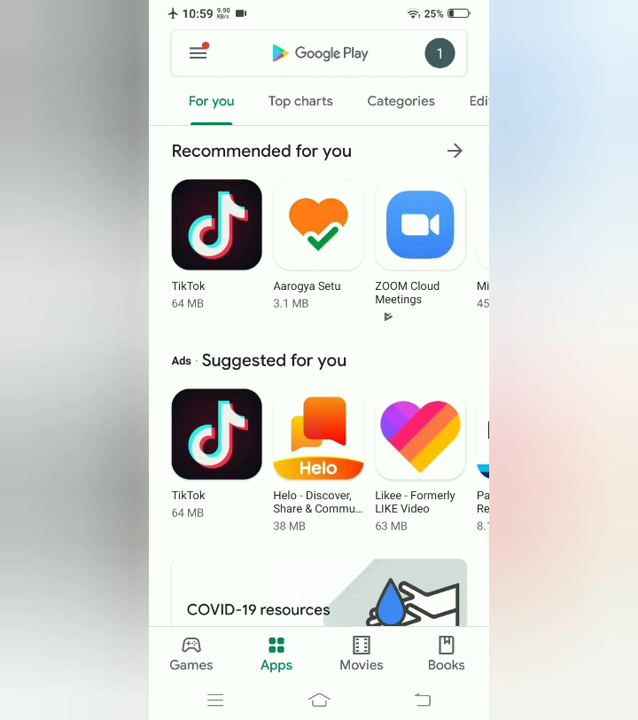 10:59 9.90 KB/s 25%
Google Play 1
For you Top charts Categories Edi
Recommended for you
TikTok Aarogya Setu ZOOM Cloud Mi
Meetings
64 MB 3.1 MB 45
Ads · Suggested for you
Helo
TikTok Helo - Discover, Likee - Formerly Pa
Share & Commu... LIKE Video Re
64 MB 38 MB 63 MB 8.1
COVID-19 resources
Games Apps Movies Books